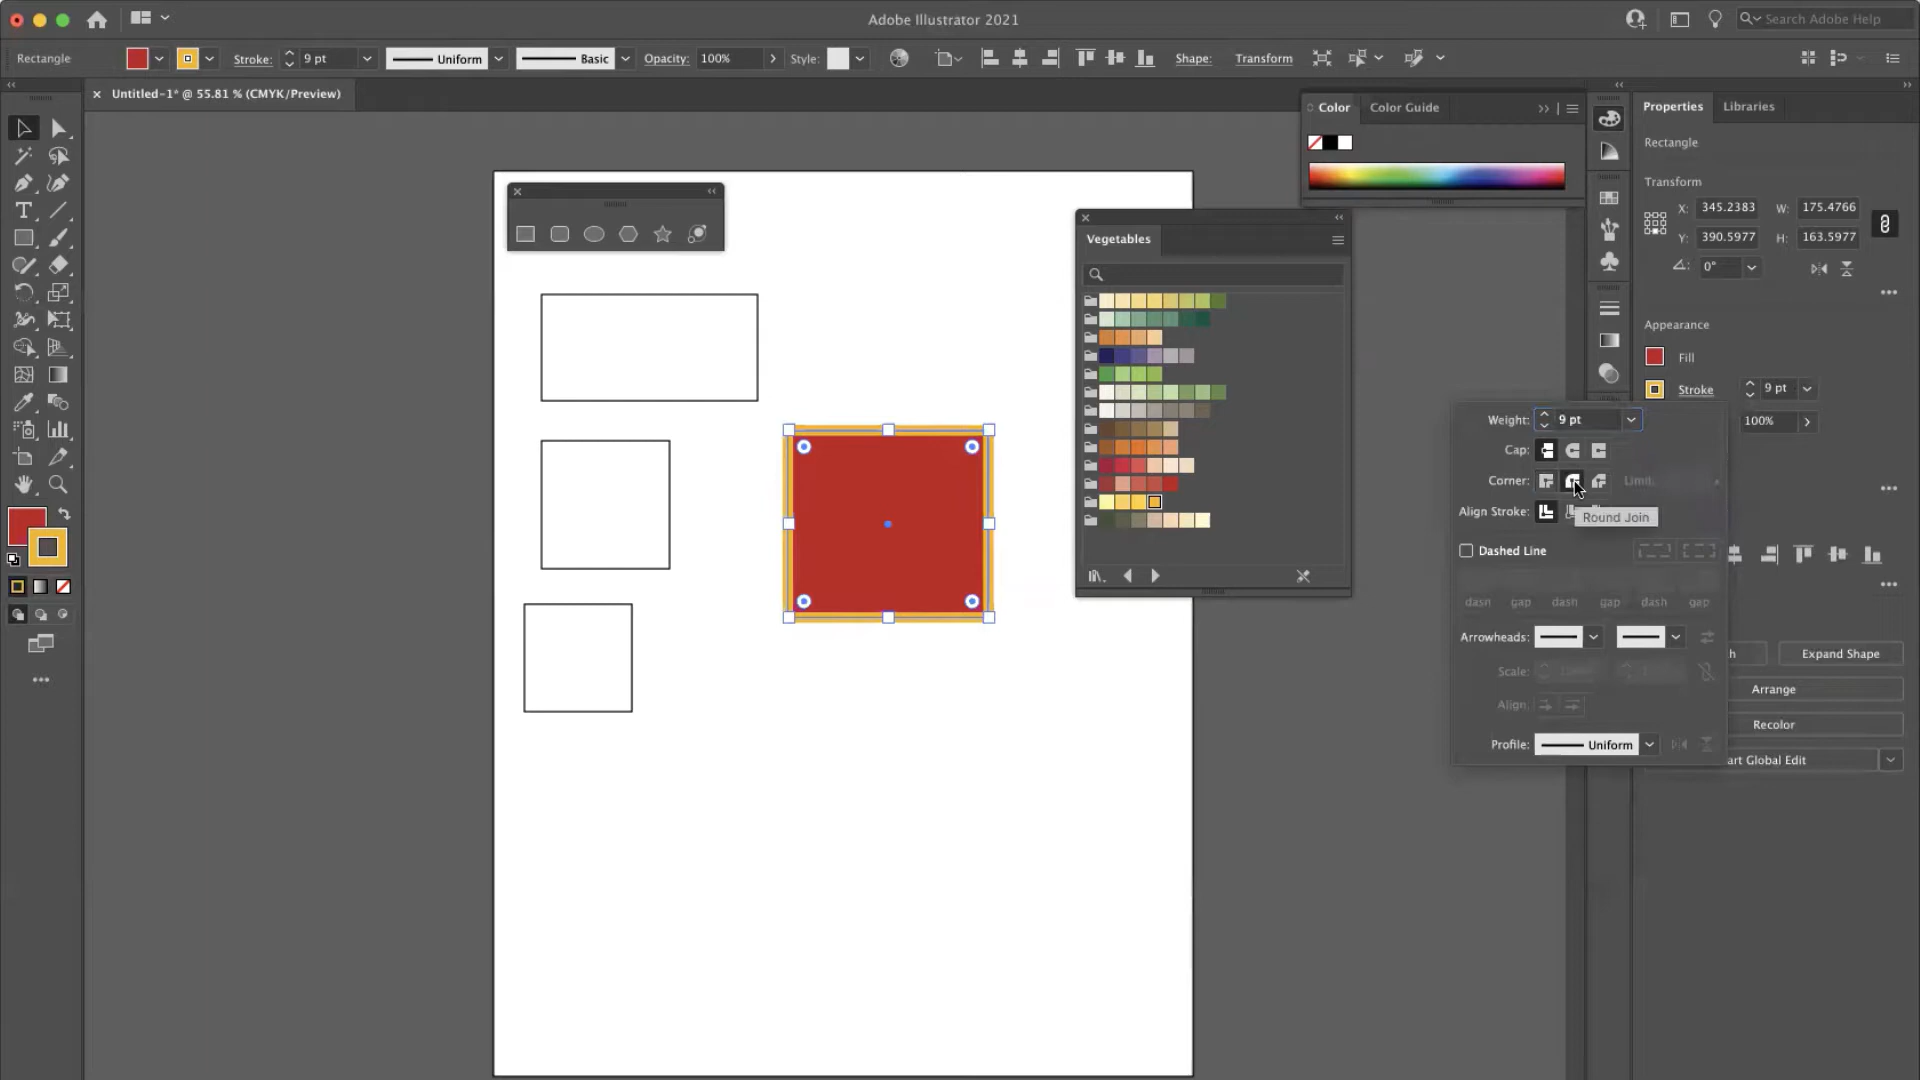 Adobe Illustrator 2021
Search Adobe Help
Rectangle
Stroke:
9 pt
Uniform
Basic
Opacity:
100%
Style:
Shape:
Transform
Untitled-1* @ 55.81 % (CMYK/Preview)
Color
Color Guide
Properties
Libraries
Rectangle
Transform
X: 345.2383 W: 175.4766
Y: 390.5977 H: 163.5977
0°
Vegetables
Appearance
Fill
Stroke
9 pt
100%
Weight: 9 pt
Cap:
Corner:
Limit:
Align Stroke:
Round Join
Dashed Line
dash gap dash gap dash gap
Arrowheads:
Scale:
Align:
Profile: Uniform
Expand Shape
Arrange
Recolor
art Global Edit